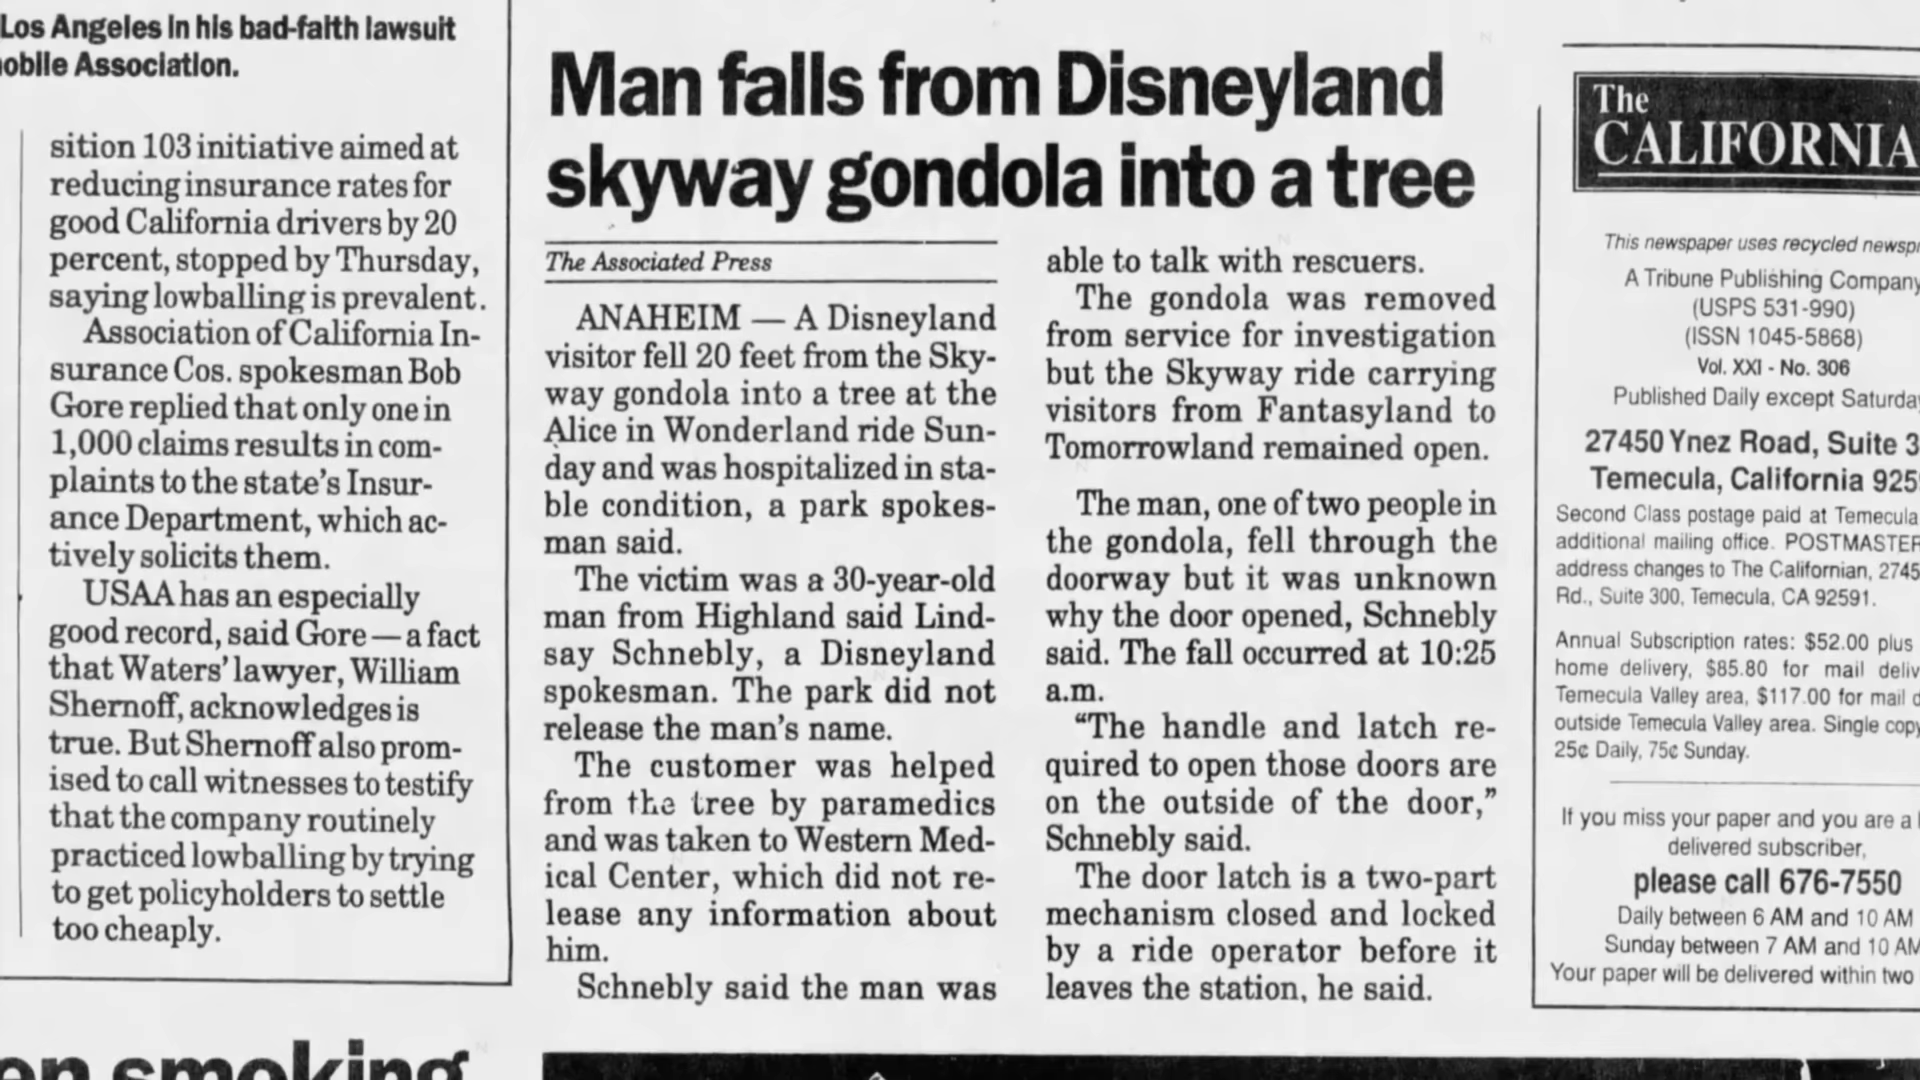 Los Angeles in his bad-faith lawsuit
obile Association.
sition 103 initiative aimed at
reducing insurance rates for
good California drivers by 20
percent, stopped by Thursday,
saying lowballing is prevalent.
Association of California In-
surance Cos. spokesman Bob
Gore replied that only one in
1,000 claims results in com-
plaints to the state's Insur-
ance Department, which ac-
tively solicits them.
USAA has an especially
good record, said Gore — a fact
that Waters' lawyer, William
Shernoff, acknowledges is
true. But Shernoff also prom-
ised to call witnesses to testify
that the company routinely
practiced lowballing by trying
to get policyholders to settle
too cheaply.
en smoking
Man falls from Disneyland
skyway gondola into a tree
The Associated Press
ANAHEIM — A Disneyland
visitor fell 20 feet from the Sky-
way gondola into a tree at the
Alice in Wonderland ride Sun-
day and was hospitalized in sta-
ble condition, a park spokes-
man said.
The victim was a 30-year-old
man from Highland said Lind-
say Schnebly, a Disneyland
spokesman. The park did not
release the man's name.
The customer was helped
from the tree by paramedics
and was taken to Western Med-
ical Center, which did not re-
lease any information about
him.
Schnebly said the man was
able to talk with rescuers.
The gondola was removed
from service for investigation
but the Skyway ride carrying
visitors from Fantasyland to
Tomorrowland remained open.
The man, one of two people in
the gondola, fell through the
doorway but it was unknown
why the door opened, Schnebly
said. The fall occurred at 10:25
a.m.
"The handle and latch re-
quired to open those doors are
on the outside of the door,"
Schnebly said.
The door latch is a two-part
mechanism closed and locked
by a ride operator before it
leaves the station, he said.
The
CALIFORNIA
This newspaper uses recycled newspr
A Tribune Publishing Company
(USPS 531-990)
(ISSN 1045-5868)
Vol. XXI - No. 306
Published Daily except Saturday
27450 Ynez Road, Suite 3
Temecula, California 925
Second Class postage paid at Temecula
additional mailing office. POSTMASTER
address changes to The Californian, 2745
Rd., Suite 300, Temecula, CA 92591.
Annual Subscription rates: $52.00 plus
home delivery, $85.80 for mail deliv
Temecula Valley area, $117.00 for mail d
outside Temecula Valley area. Single copy
25¢ Daily, 75¢ Sunday.
If you miss your paper and you are a
delivered subscriber,
please call 676-7550
Daily between 6 AM and 10 AM
Sunday between 7 AM and 10 AM
Your paper will be delivered within two